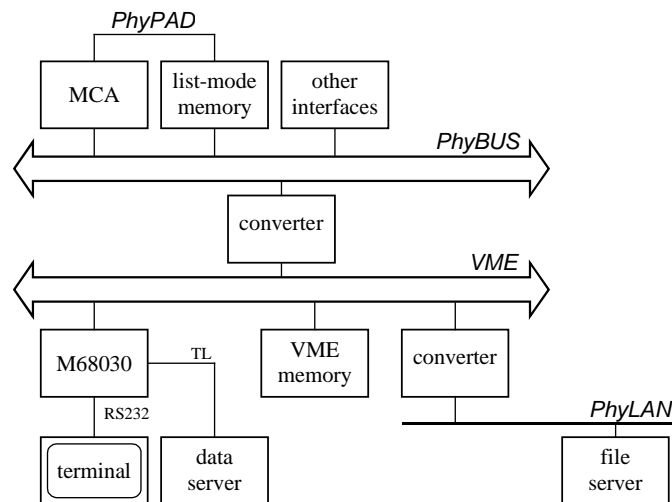 PhyPAD
MCA
list-mode
memory
other
interfaces
PhyBUS
converter
VME
M68030
TL
VME
memory
converter
RS232
PhyLAN
terminal
data
server
file
server